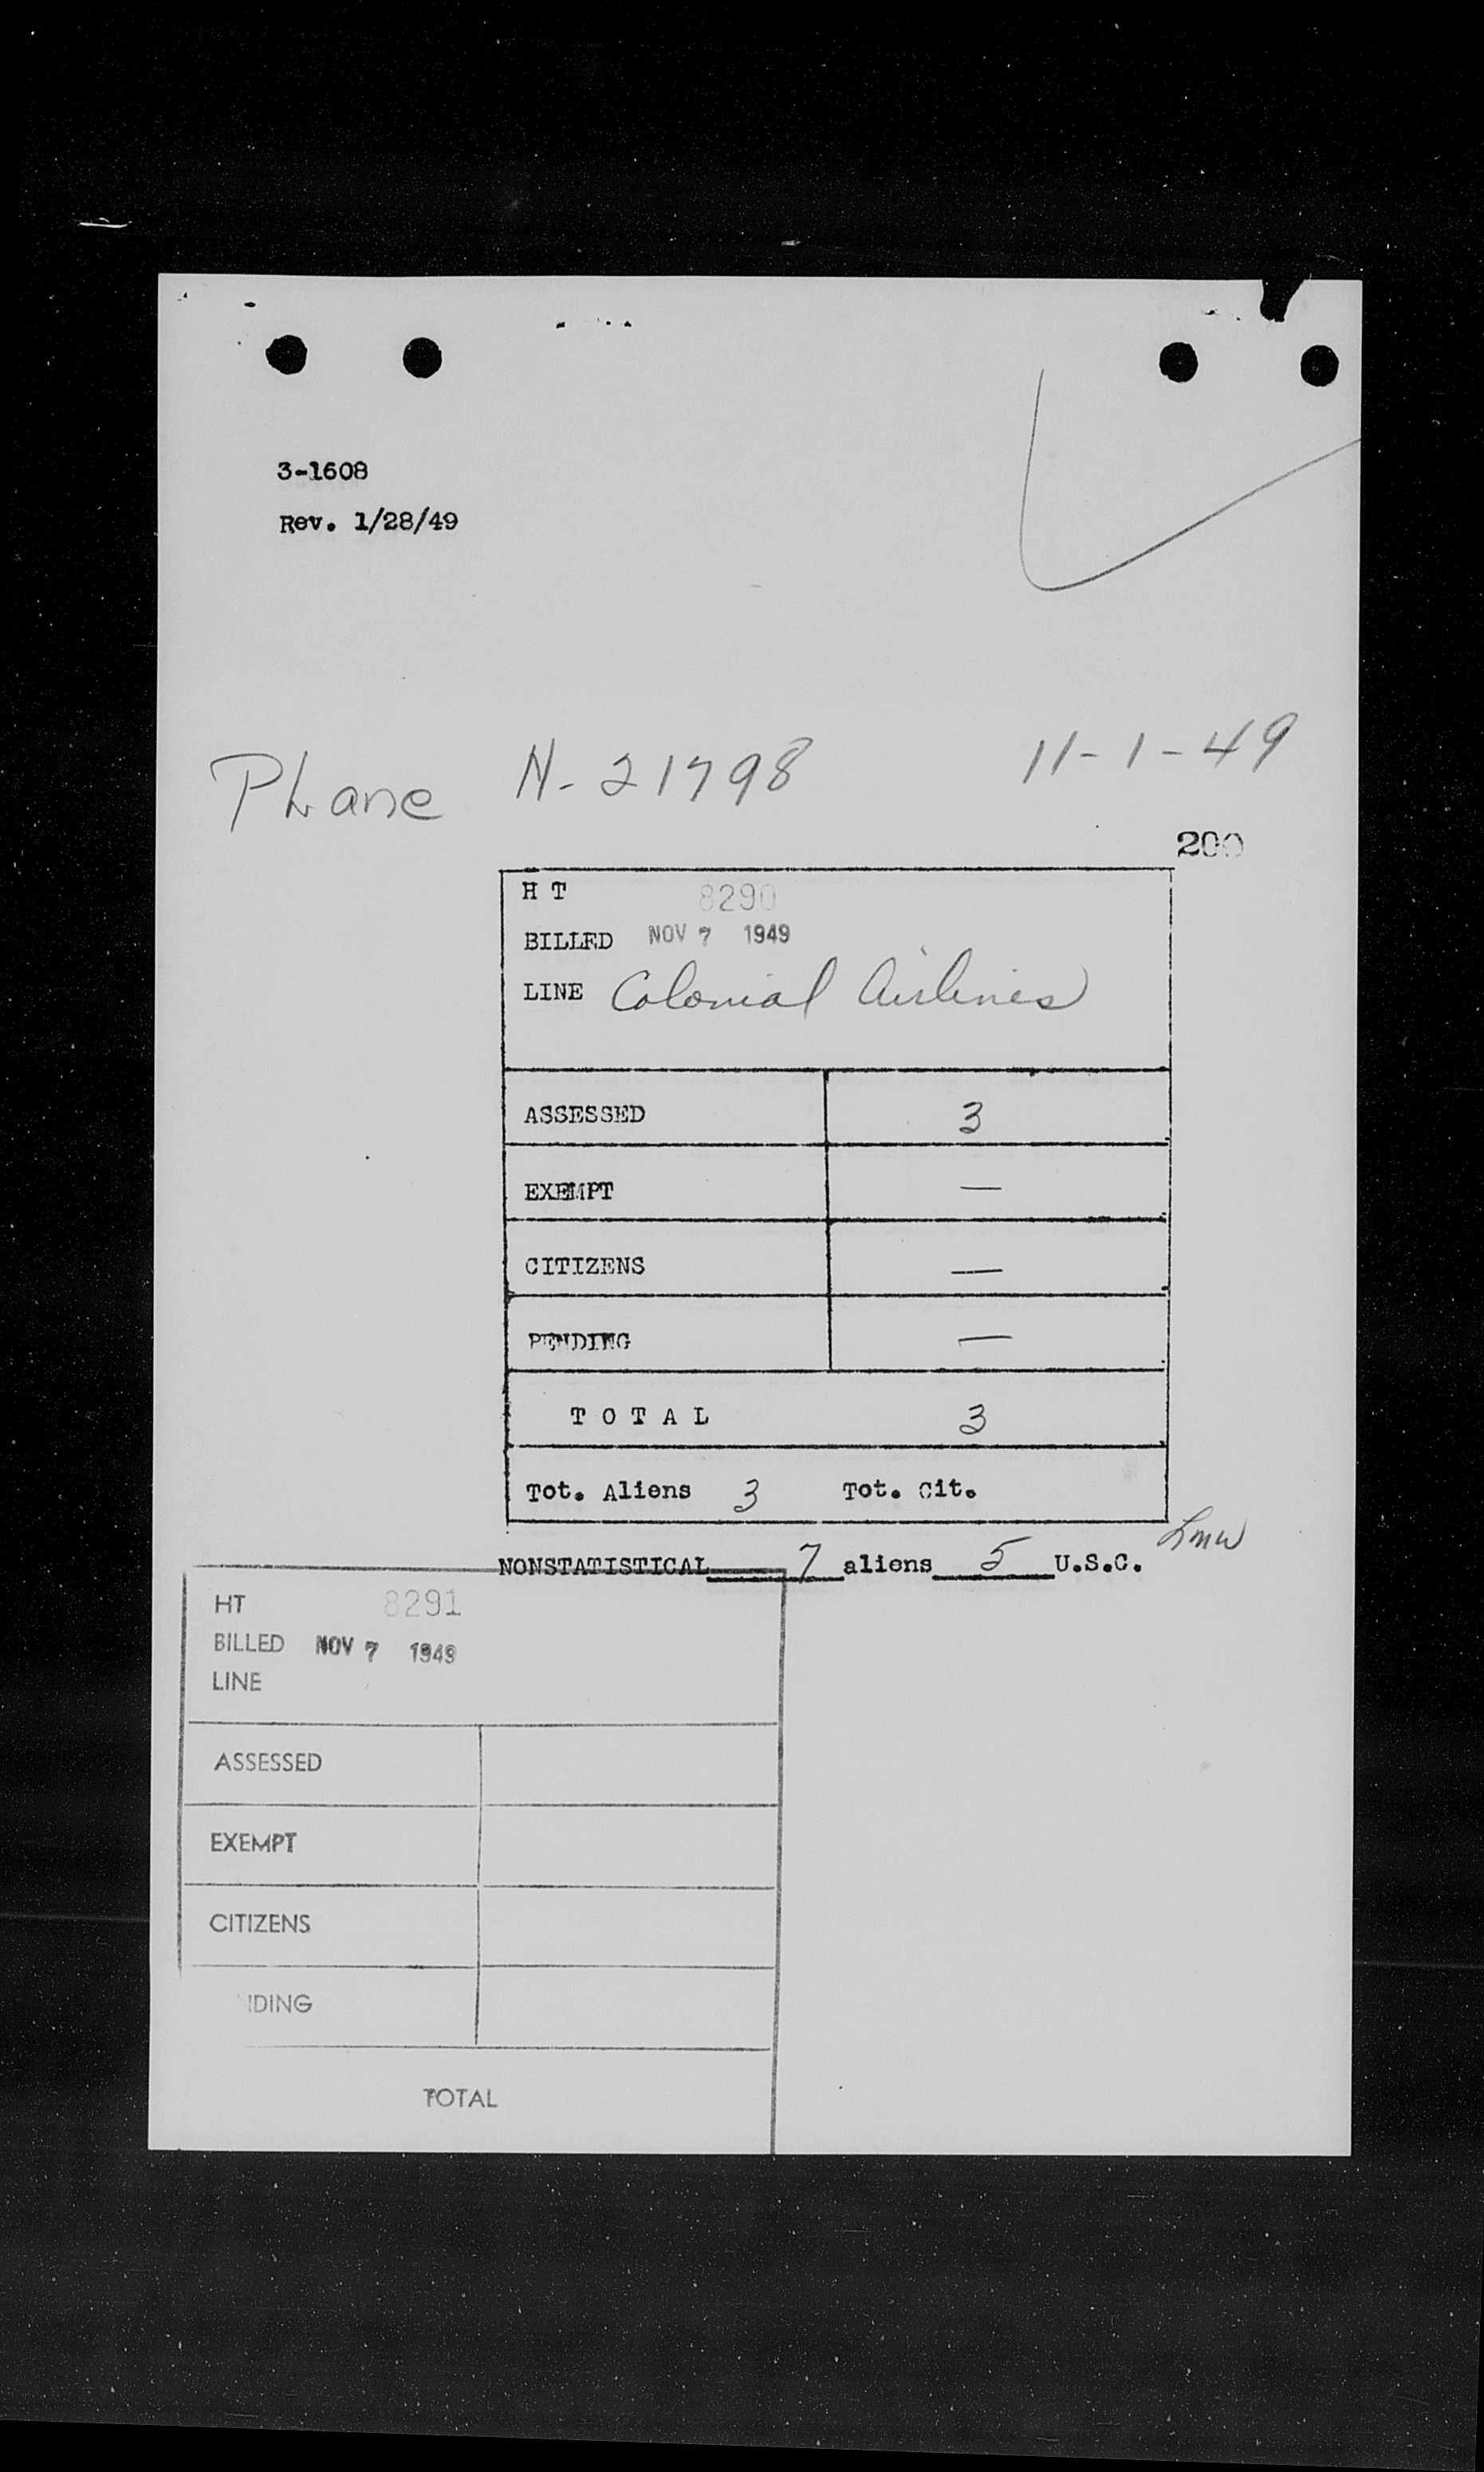 3-1608
Rev. 1/28/49
Plane N-21798 11-1-49
200
H T 8290
BILLED NOV 7 1949
LINE Colonial Airlines
ASSESSED 3
EXEMPT —
CITIZENS —
PENDING —
T O T A L 3
Tot. Aliens 3 Tot. Cit.
NONSTATISTICAL 7 aliens 5 U.S.C. Lmw
HT 8291
BILLED NOV 7 1949
LINE
ASSESSED
EXEMPT
CITIZENS
NDING
TOTAL